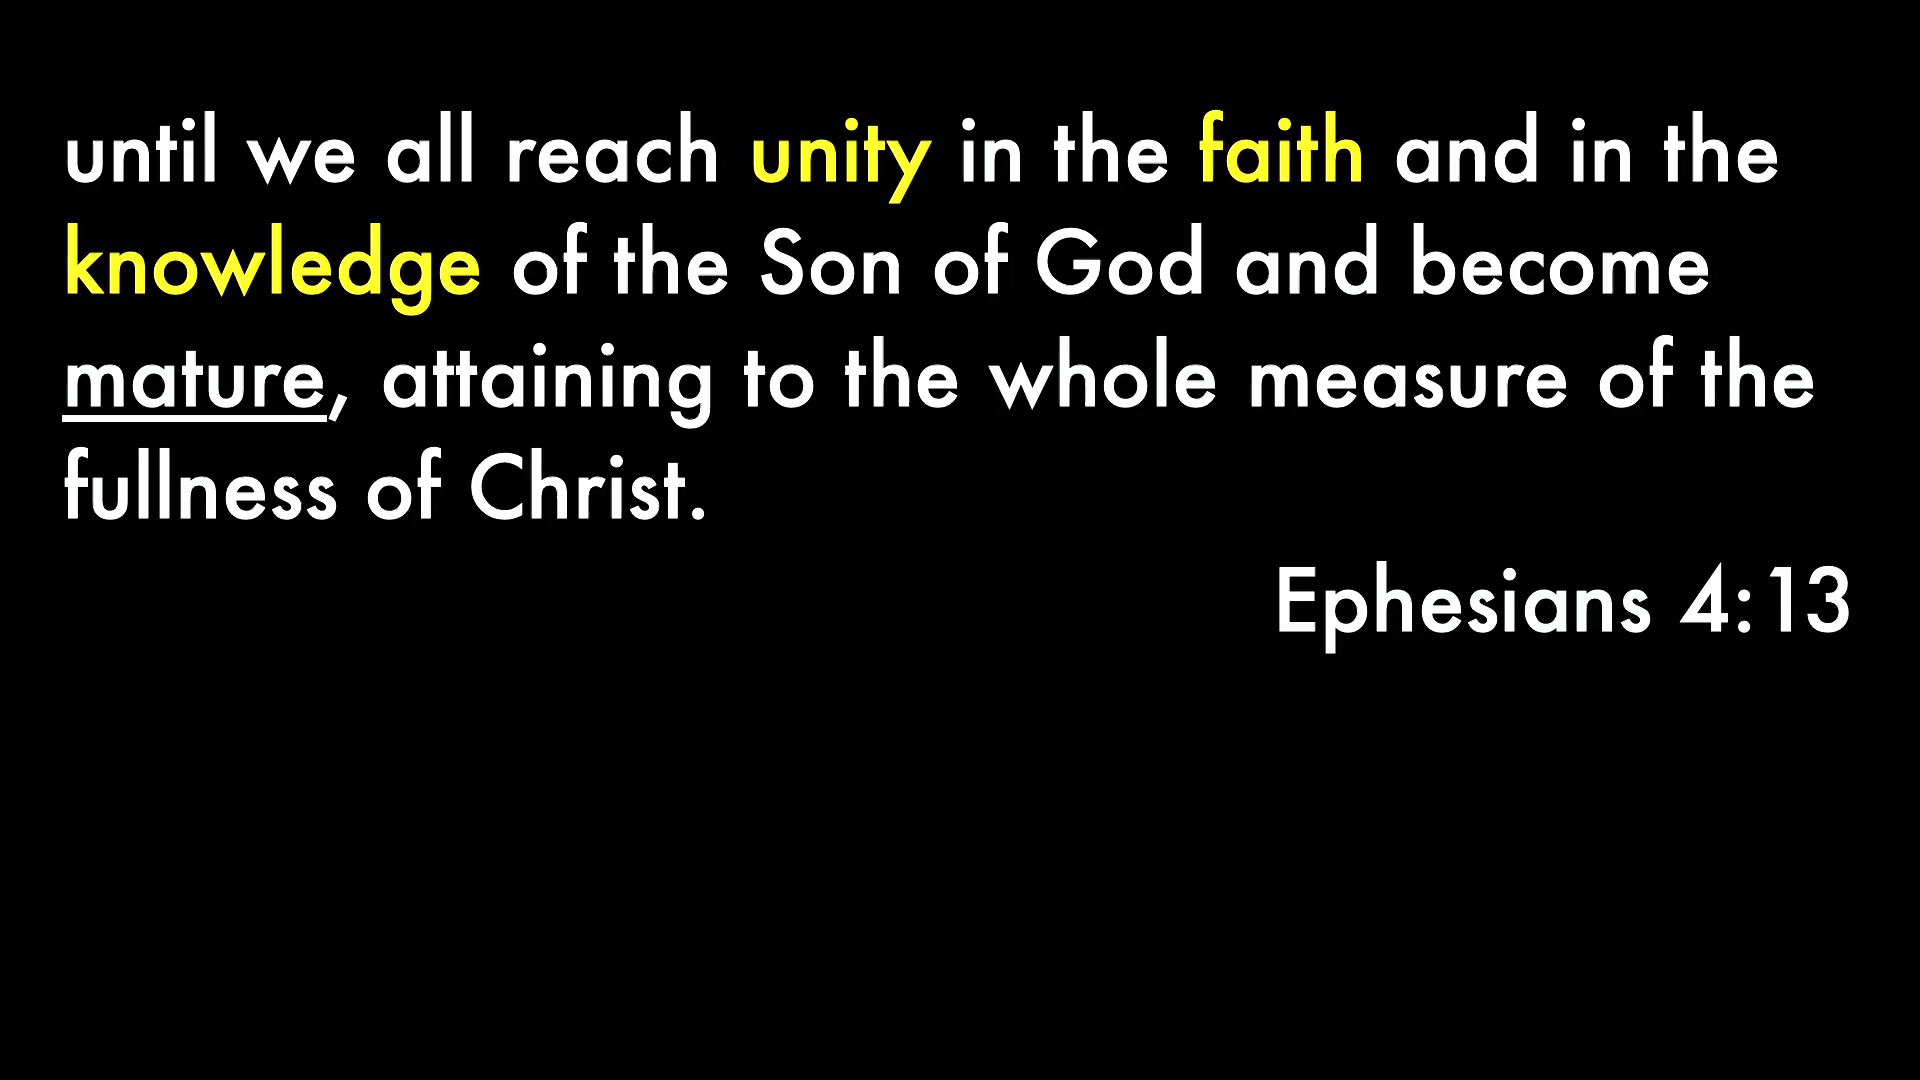 until we all reach unity in the faith and in the
knowledge of the Son of God and become
mature, attaining to the whole measure of the
fullness of Christ.
Ephesians 4:13